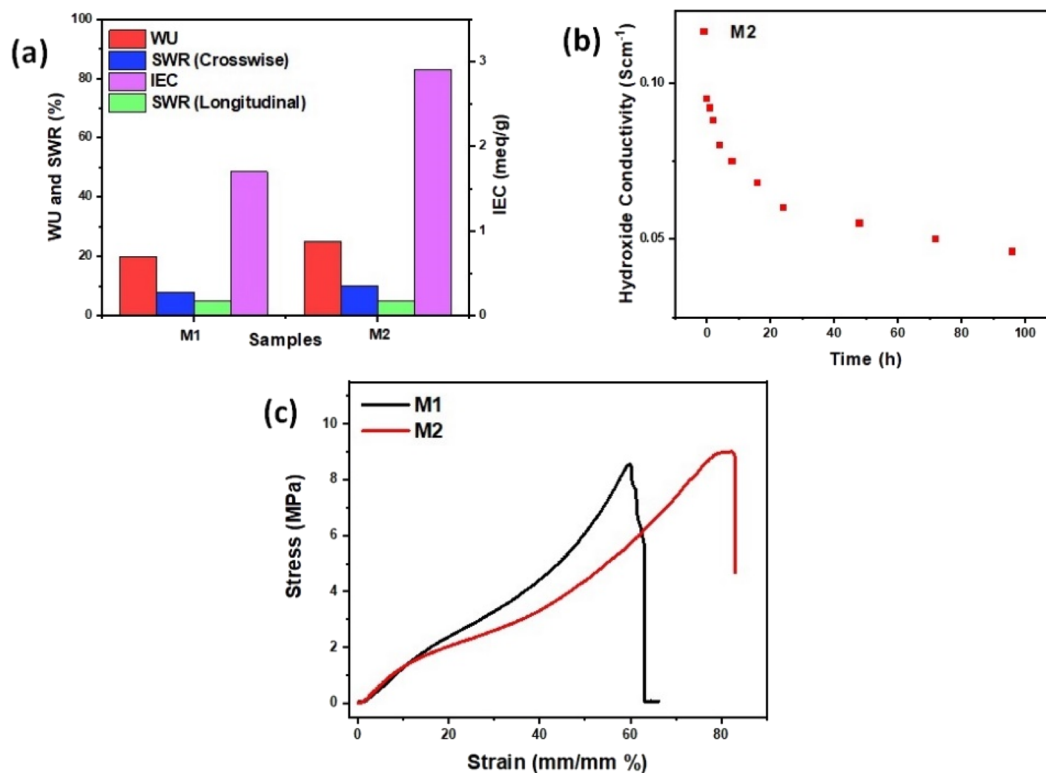 (a)
WU
SWR (Crosswise)
IEC
SWR (Longitudinal)
WU and SWR (%)
100
80
60
40
20
0
IEC (meq/g)
3
2
1
0
M1
M2
Samples
(b)
M2
Hydroxide Conductivity (Scm⁻¹)
0.10
0.05
0 20 40 60 80 100
Time (h)
(c)
M1
M2
Stress (MPa)
10
8
6
4
2
0
0 20 40 60 80
Strain (mm/mm %)